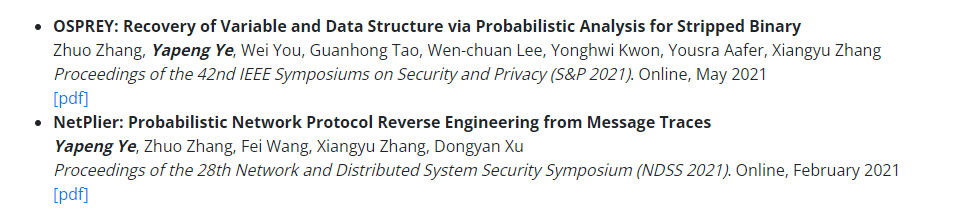 OSPREY: Recovery of Variable and Data Structure via Probabilistic Analysis for Stripped Binary
Zhuo Zhang, Yapeng Ye, Wei You, Guanhong Tao, Wen-chuan Lee, Yonghwi Kwon, Yousra Aafer, Xiangyu Zhang
Proceedings of the 42nd IEEE Symposiums on Security and Privacy (S&P 2021). Online, May 2021
[pdf]
NetPlier: Probabilistic Network Protocol Reverse Engineering from Message Traces
Yapeng Ye, Zhuo Zhang, Fei Wang, Xiangyu Zhang, Dongyan Xu
Proceedings of the 28th Network and Distributed System Security Symposium (NDSS 2021). Online, February 2021
[pdf]